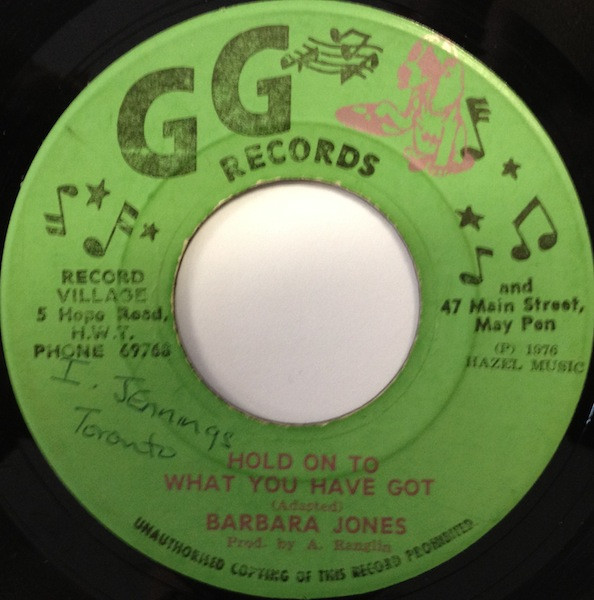 GG
RECORDS
RECORD
VILLAGE
5 Hope Road,
H.W.T.
PHONE 69768
and
47 Main Street,
May Pen
(P) 1976
HAZEL MUSIC
I. Jennings
Toronto
HOLD ON TO
WHAT YOU HAVE GOT
(Adapted)
BARBARA JONES
Prod. by A. Ranglin
UNAUTHORISED COPYING OF THIS RECORD PROHIBITED